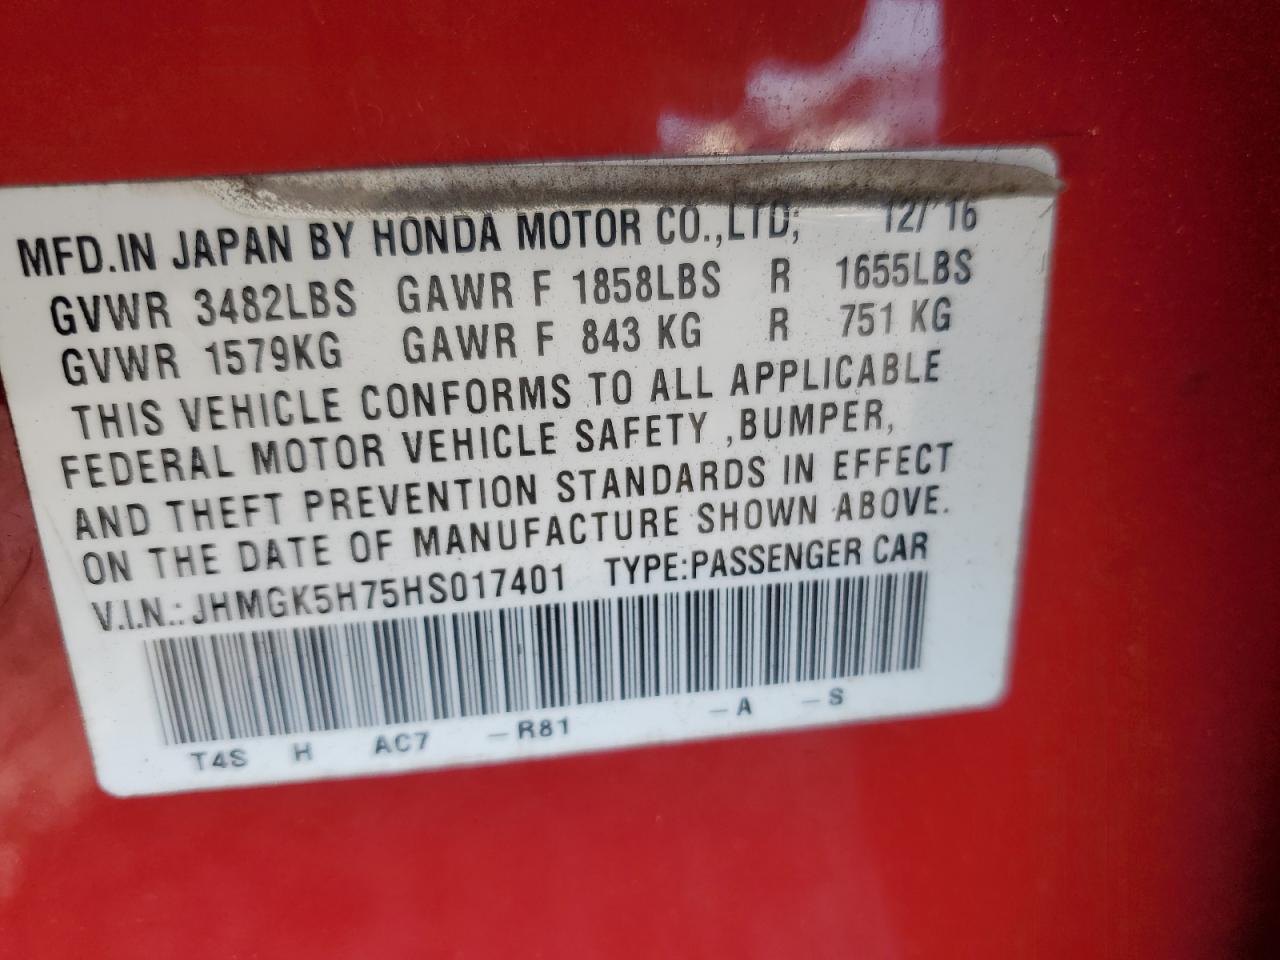 MFD.IN JAPAN BY HONDA MOTOR CO.,LTD; 12/'16
GVWR 3482LBS GAWR F 1858LBS R 1655LBS
GVWR 1579KG GAWR F 843 KG R 751 KG
THIS VEHICLE CONFORMS TO ALL APPLICABLE
FEDERAL MOTOR VEHICLE SAFETY ,BUMPER,
AND THEFT PREVENTION STANDARDS IN EFFECT
ON THE DATE OF MANUFACTURE SHOWN ABOVE.
V.I.N.: JHMGK5H75HS017401 TYPE:PASSENGER CAR
T4S H AC7 -R81 -A -S